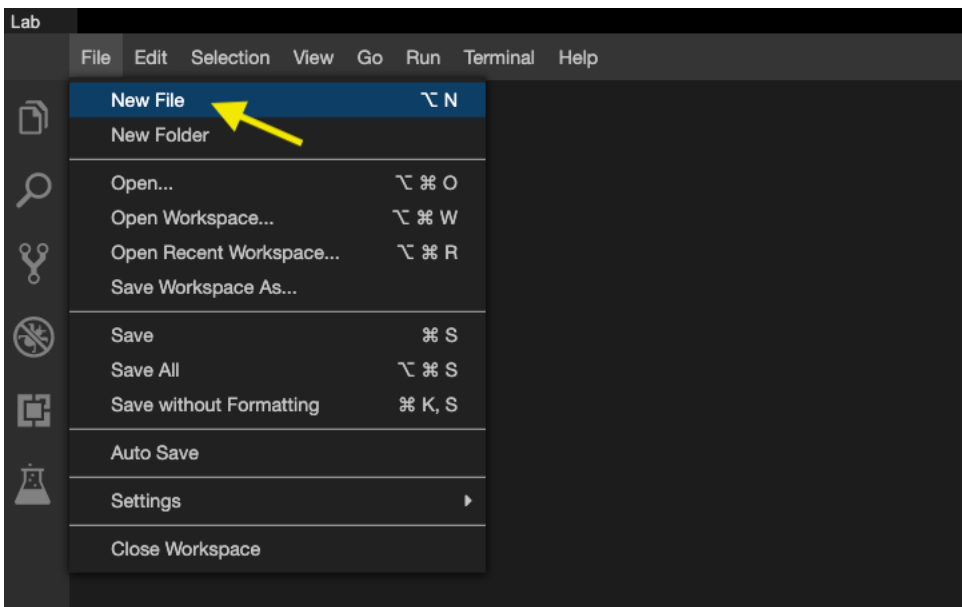 Lab
File Edit Selection View Go Run Terminal Help
New File ⌥ N
New Folder
Open... ⌥ ⌘ O
Open Workspace... ⌥ ⌘ W
Open Recent Workspace... ⌥ ⌘ R
Save Workspace As...
Save ⌘ S
Save All ⌥ ⌘ S
Save without Formatting ⌘ K, S
Auto Save
Settings
Close Workspace